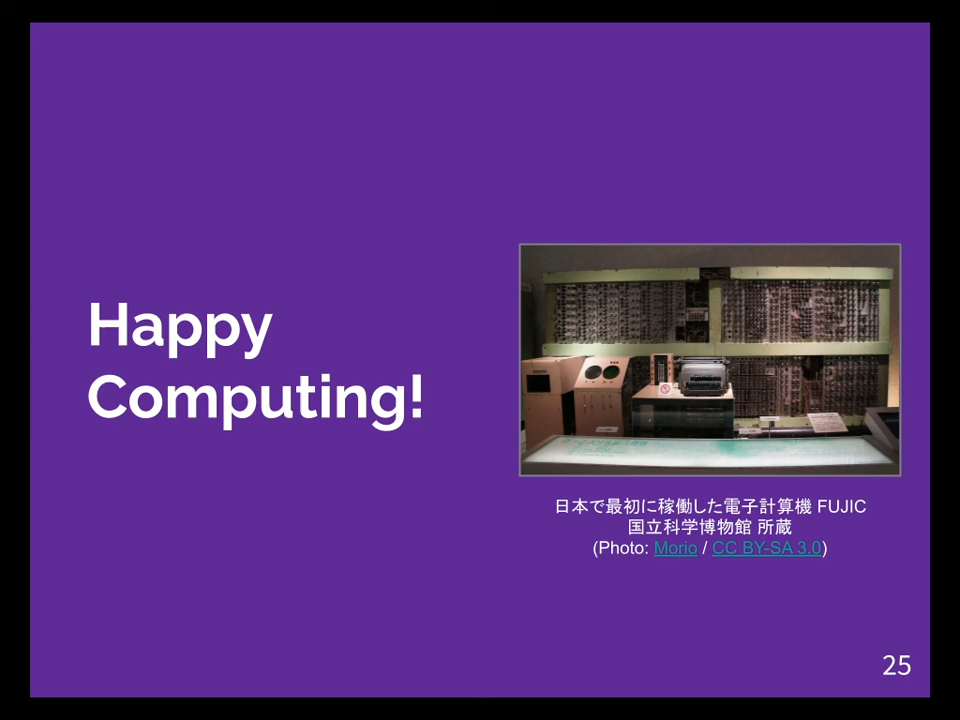 Happy
Computing!
日本で最初に稼働した電子計算機 FUJIC
国立科学博物館 所蔵
(Photo: Morio / CC BY-SA 3.0)
25